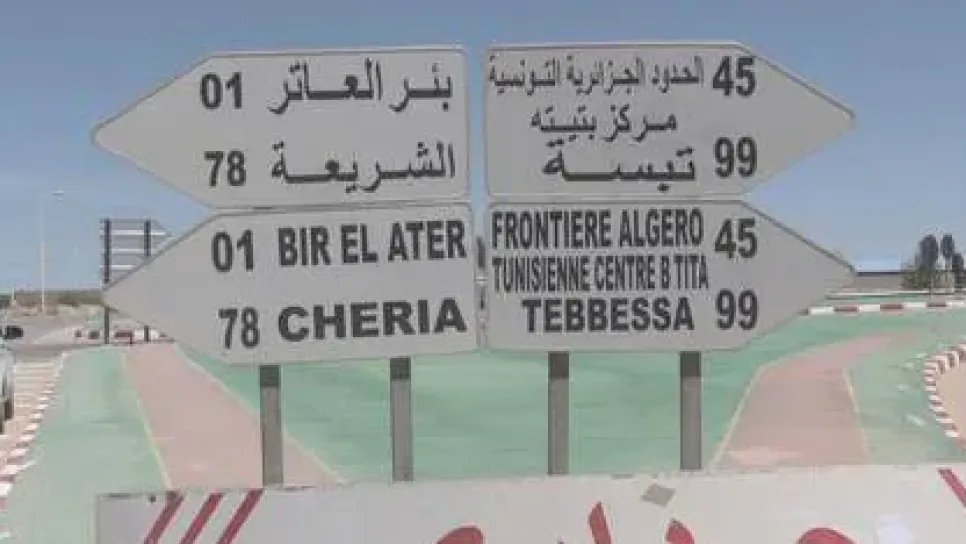 01 بئر العاتر
78 الشريعة
الحدود الجزائرية التونسية 45
مركز بتيته
تبسة 99
01 BIR EL ATER
78 CHERIA
FRONTIERE ALGERO 45
TUNISIENNE CENTRE B TITA
TEBBESSA 99